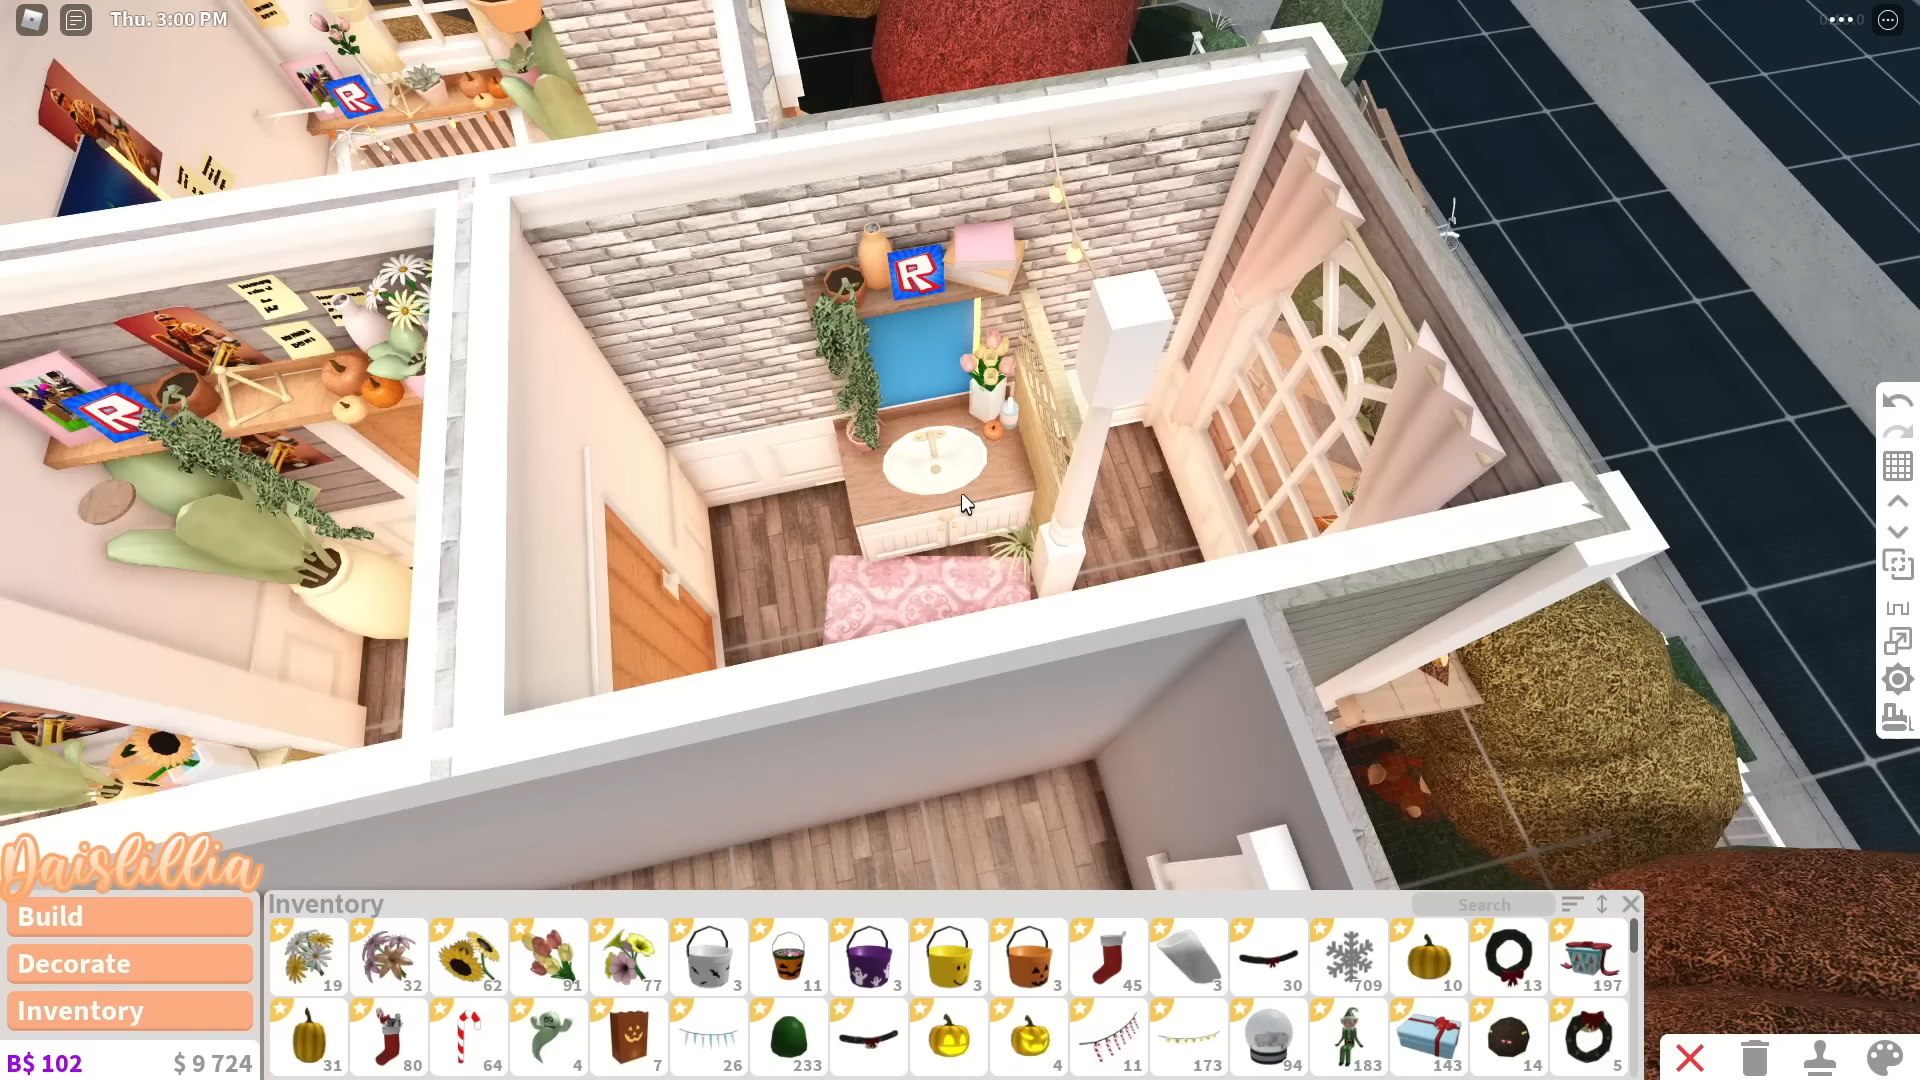 Thu. 3:00 PM
R
R
R
Daisfillia
Build
Decorate
Inventory
B$ 102
$ 9 724
Inventory
Search
19
32
62
91
77
3
11
3
3
3
45
3
30
709
10
13
197
31
80
64
4
7
26
233
4
11
173
94
183
143
14
5